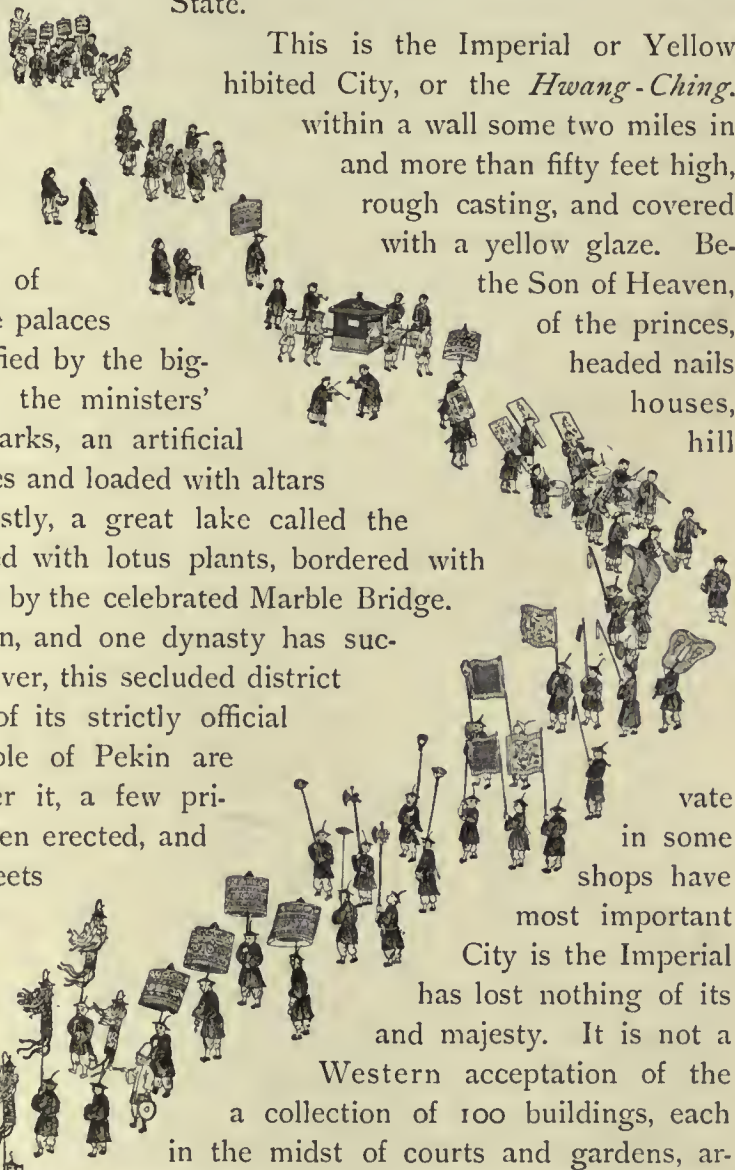 State.
This is the Imperial or Yellow
hibited City, or the Hwang-Ching.
within a wall some two miles in
and more than fifty feet high,
rough casting, and covered
with a yellow glaze. Be-
of the Son of Heaven,
palaces of the princes,
fied by the big- headed nails
the ministers' houses,
arks, an artificial hill
es and loaded with altars
stly, a great lake called the
ed with lotus plants, bordered with
by the celebrated Marble Bridge.
n, and one dynasty has suc-
ver, this secluded district
of its strictly official
ple of Pekin are
er it, a few pri- vate
en erected, and in some
eets shops have
most important
City is the Imperial
has lost nothing of its
and majesty. It is not a
Western acceptation of the
a collection of 100 buildings, each
in the midst of courts and gardens, ar-